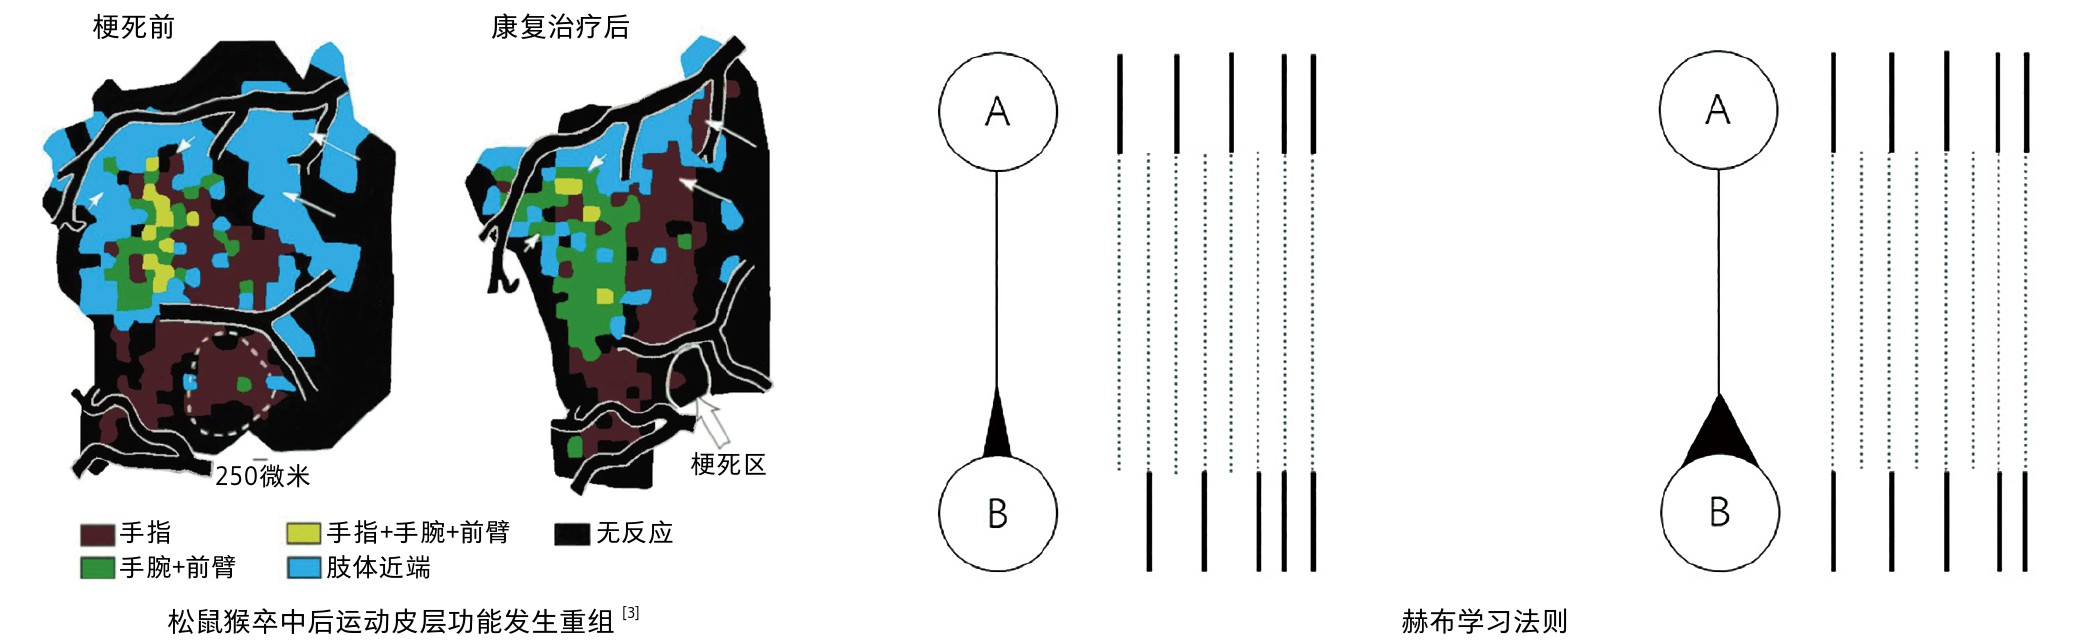 梗死前
康复治疗后
A
A
B
B
梗死区
250微米
手指
手指+手腕+前臂
无反应
手腕+前臂
肢体近端
松鼠猴卒中后运动皮层功能发生重组 [3]
赫布学习法则